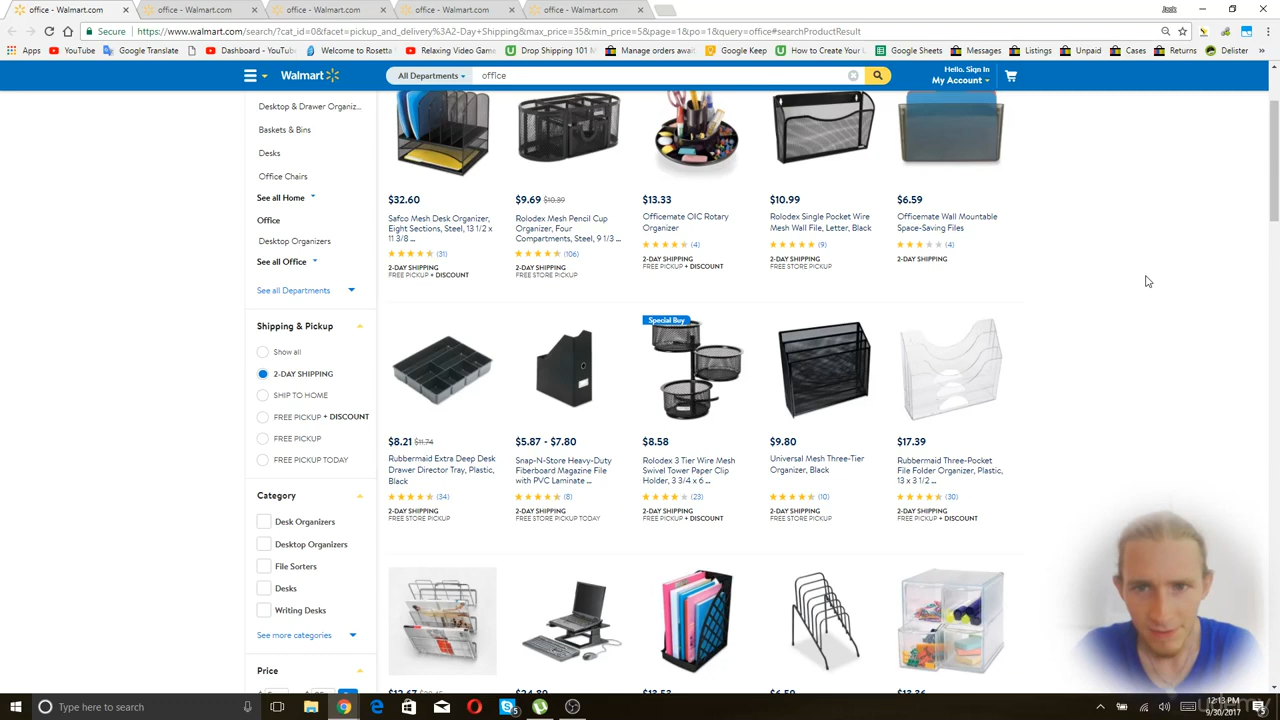 office - Walmart.com
office - Walmart.com
office - Walmart.com
office - Walmart.com
office - Walmart.com
Secure
https://www.walmart.com/search/?cat_id=0&facet=pickup_and_delivery%3A2-Day+Shipping&max_price=35&min_price=5&page=1&po=1&query=office#searchProductResult
Apps
YouTube
Google Translate
Dashboard - YouTub
Welcome to Rosetta
Relaxing Video Game
Drop Shipping 101
Manage orders await
Google Keep
How to Create Your
Google Sheets
Messages
Listings
Unpaid
Cases
Returns
Delister
Walmart
All Departments
office
Hello. Sign In
My Account
Desktop & Drawer Organiz...
Baskets & Bins
Desks
Office Chairs
See all Home
Office
Desktop Organizers
See all Office
See all Departments
Shipping & Pickup
Show all
2-DAY SHIPPING
SHIP TO HOME
FREE PICKUP + DISCOUNT
FREE PICKUP
FREE PICKUP TODAY
Category
Desk Organizers
Desktop Organizers
File Sorters
Desks
Writing Desks
See more categories
Price
$32.60
Safco Mesh Desk Organizer,
Eight Sections, Steel, 13 1/2 x
11 3/8 ...
(31)
2-DAY SHIPPING
FREE PICKUP + DISCOUNT
$9.69 $10.39
Rolodex Mesh Pencil Cup
Organizer, Four
Compartments, Steel, 9 1/3 ...
(106)
2-DAY SHIPPING
FREE STORE PICKUP
$13.33
Officemate OIC Rotary
Organizer
(4)
2-DAY SHIPPING
FREE PICKUP + DISCOUNT
$10.99
Rolodex Single Pocket Wire
Mesh Wall File, Letter, Black
(9)
2-DAY SHIPPING
FREE STORE PICKUP
$6.59
Officemate Wall Mountable
Space-Saving Files
(4)
2-DAY SHIPPING
$8.21 $11.74
Rubbermaid Extra Deep Desk
Drawer Director Tray, Plastic,
Black
(34)
2-DAY SHIPPING
FREE STORE PICKUP
$5.87 - $7.80
Snap-N-Store Heavy-Duty
Fiberboard Magazine File
with PVC Laminate ...
(8)
2-DAY SHIPPING
FREE STORE PICKUP TODAY
Special Buy
$8.58
Rolodex 3 Tier Wire Mesh
Swivel Tower Paper Clip
Holder, 3 3/4 x 6 ...
(23)
2-DAY SHIPPING
FREE PICKUP + DISCOUNT
$9.80
Universal Mesh Three-Tier
Organizer, Black
(10)
2-DAY SHIPPING
FREE STORE PICKUP
$17.39
Rubbermaid Three-Pocket
File Folder Organizer, Plastic,
13 x 3 1/2 ...
(30)
2-DAY SHIPPING
FREE PICKUP + DISCOUNT
Type here to search
12:13 PM
9/30/2017